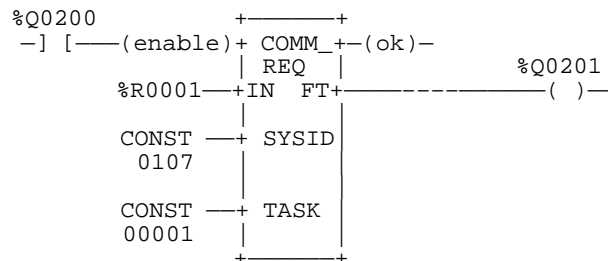 %Q0200
(enable) COMM_ (ok)
REQ %Q0201
%R0001 IN FT ( )
CONST SYSID
0107
CONST TASK
00001